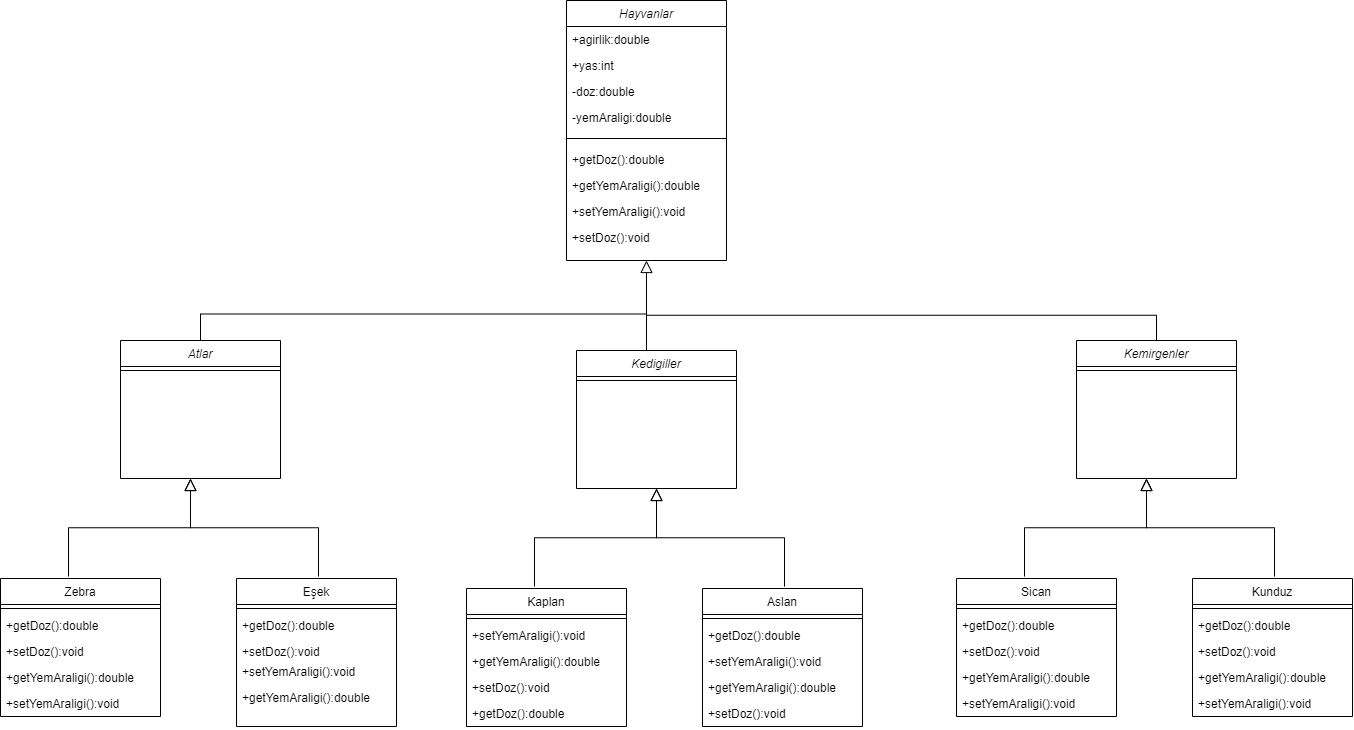 Hayvanlar
+agirlik:double
+yas:int
-doz:double
-yemAraligi:double
+getDoz():double
+getYemAraligi():double
+setYemAraligi():void
+setDoz():void
Atlar
Kedigiller
Kemirgenler
Zebra
+getDoz():double
+setDoz():void
+getYemAraligi():double
+setYemAraligi():void
Eşek
+getDoz():double
+setDoz():void
+setYemAraligi():void
+getYemAraligi():double
Kaplan
+setYemAraligi():void
+getYemAraligi():double
+setDoz():void
+getDoz():double
Aslan
+getDoz():double
+setYemAraligi():void
+getYemAraligi():double
+setDoz():void
Sican
+getDoz():double
+setDoz():void
+getYemAraligi():double
+setYemAraligi():void
Kunduz
+getDoz():double
+setDoz():void
+getYemAraligi():double
+setYemAraligi():void